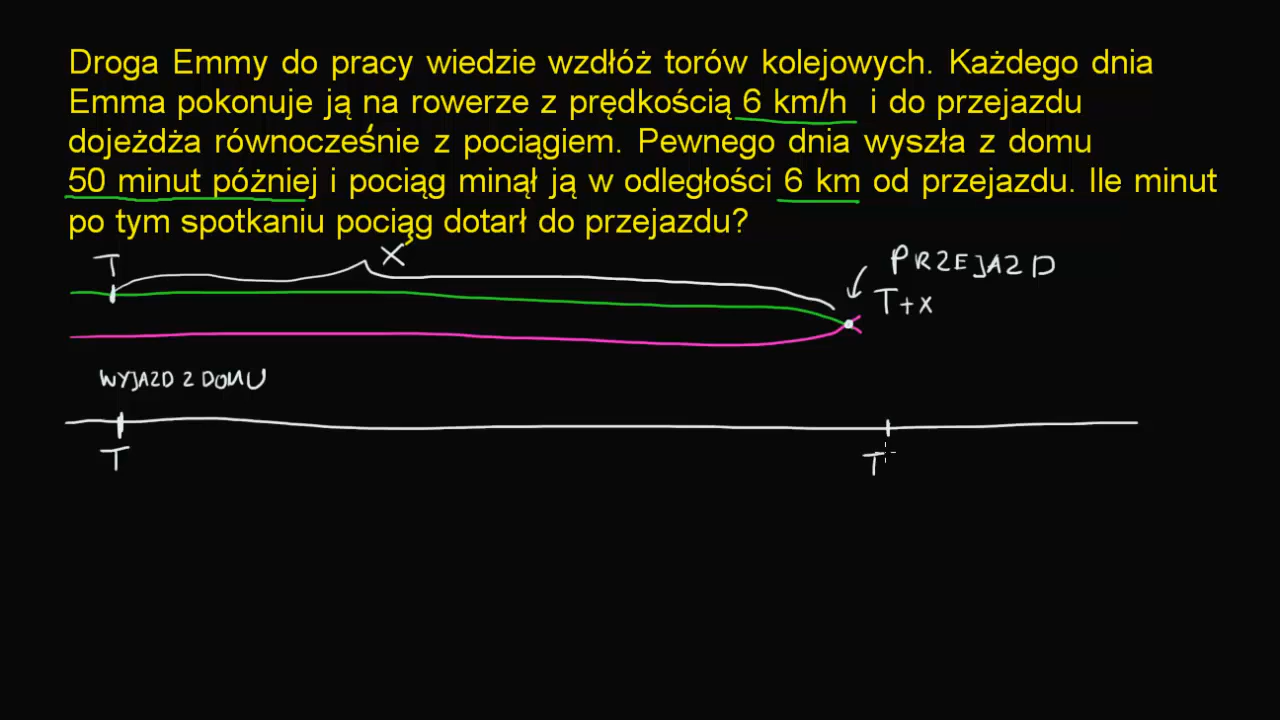 Droga Emmy do pracy wiedzie wzdłóż torów kolejowych. Każdego dnia
Emma pokonuje ją na rowerze z prędkością 6 km/h i do przejazdu
dojeżdża równocześnie z pociągiem. Pewnego dnia wyszła z domu
50 minut póżniej i pociąg minął ją w odległości 6 km od przejazdu. Ile minut
po tym spotkaniu pociąg dotarł do przejazdu?
T X PRZEJAZD
T+x
WYJAZD Z DOMU
T T